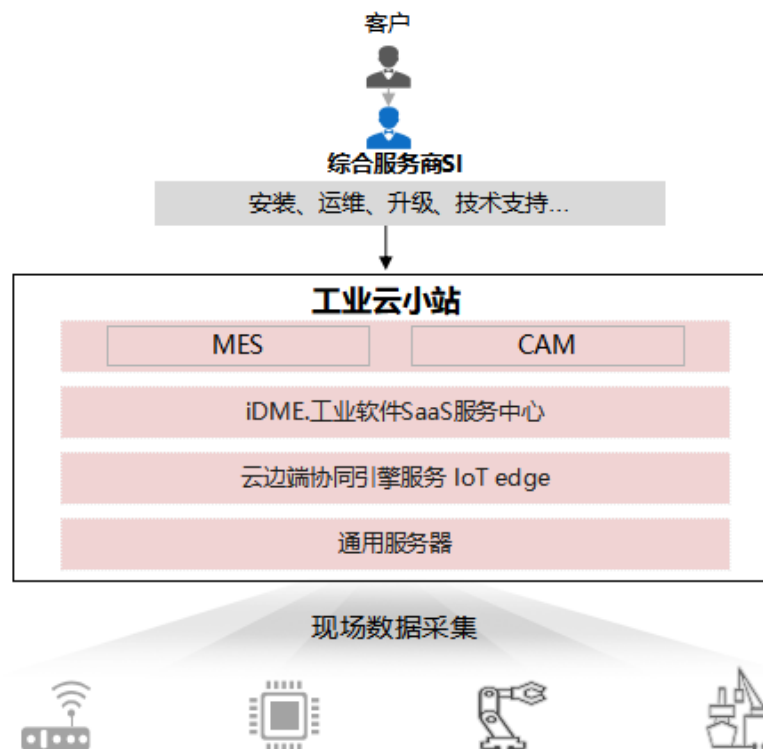 客户
综合服务商SI
安装、运维、升级、技术支持...
工业云小站
MES
CAM
iDME.工业软件SaaS服务中心
云边端协同引擎服务 IoT edge
通用服务器
现场数据采集